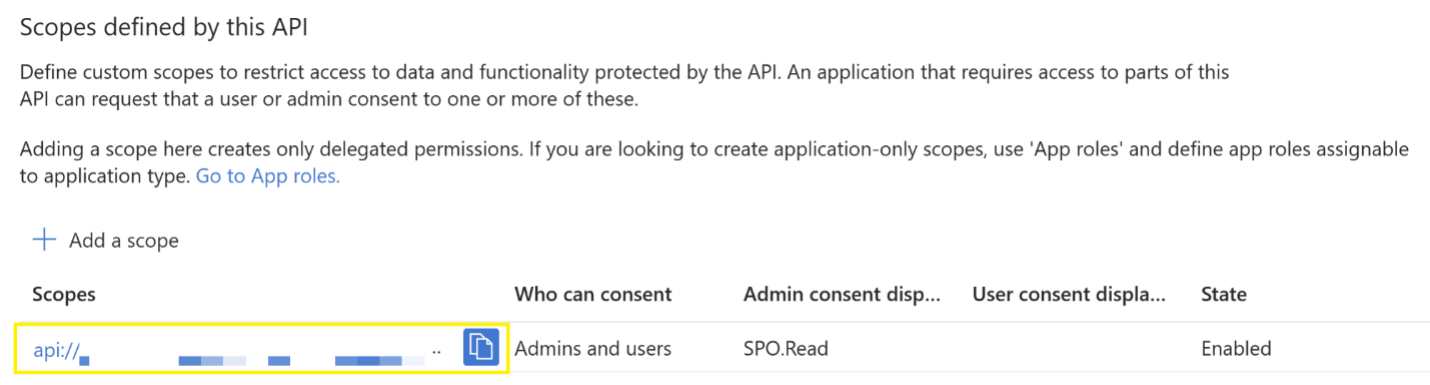 Scopes defined by this API
Define custom scopes to restrict access to data and functionality protected by the API. An application that requires access to parts of this
API can request that a user or admin consent to one or more of these.
Adding a scope here creates only delegated permissions. If you are looking to create application-only scopes, use 'App roles' and define app roles assignable
to application type. Go to App roles.
+ Add a scope
Scopes Who can consent Admin consent disp... User consent displa... State
api:// .. Admins and users SPO.Read Enabled